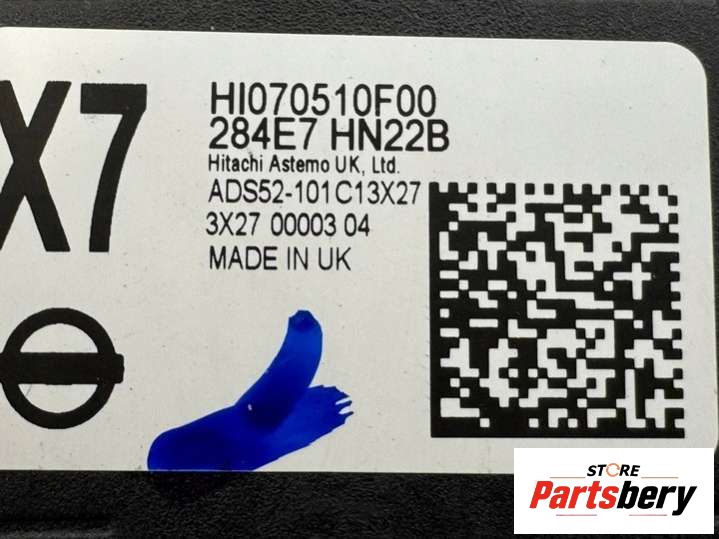 X7
HI070510F00
284E7 HN22B
Hitachi Astemo UK, Ltd.
ADS52-101C13X27
3X27 00003 04
MADE IN UK
STORE
Partsbery